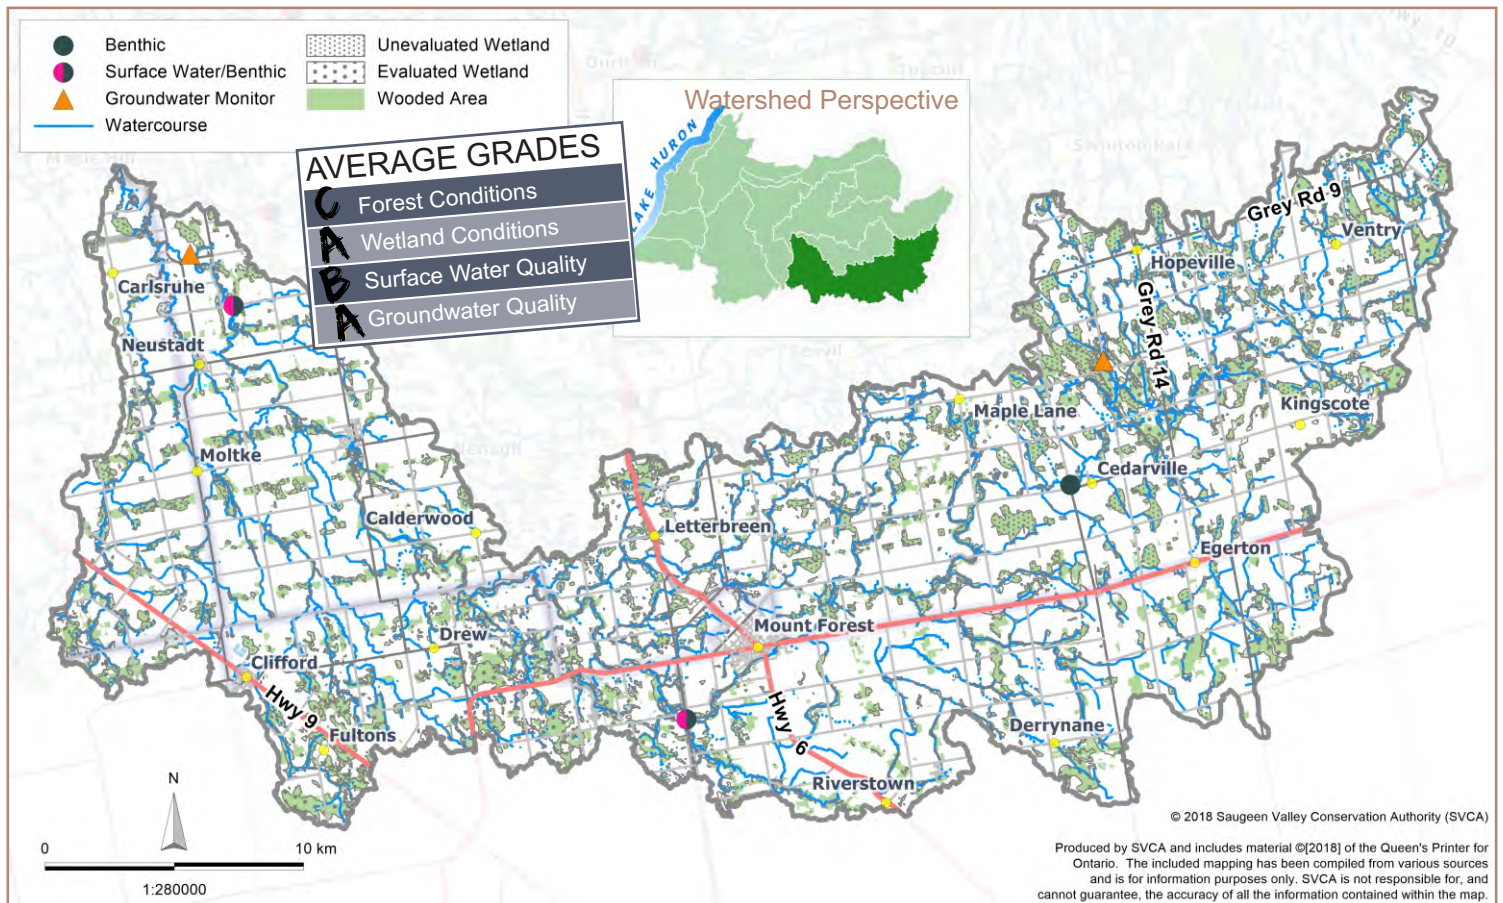 Benthic
Surface Water/Benthic
Groundwater Monitor
Watercourse
Unevaluated Wetland
Evaluated Wetland
Wooded Area
AVERAGE GRADES
C Forest Conditions
A Wetland Conditions
B Surface Water Quality
A Groundwater Quality
Watershed Perspective
LAKE HURON
Grey Rd 9
Ventry
Hopeville
Grey Rd 14
Carlsruhe
Neustadt
Maple Lane
Kingscote
Moltke
Cedarville
Calderwood
Letterbreen
Egerton
Mount Forest
Drew
Clifford
Hwy 9
Fultons
Hwy 6
Derrynane
Riverstown
N
0 10 km
1:280000
© 2018 Saugeen Valley Conservation Authority (SVCA)
Produced by SVCA and includes material ©[2018] of the Queen's Printer for
Ontario. The included mapping has been compiled from various sources
and is for information purposes only. SVCA is not responsible for, and
cannot guarantee, the accuracy of all the information contained within the map.